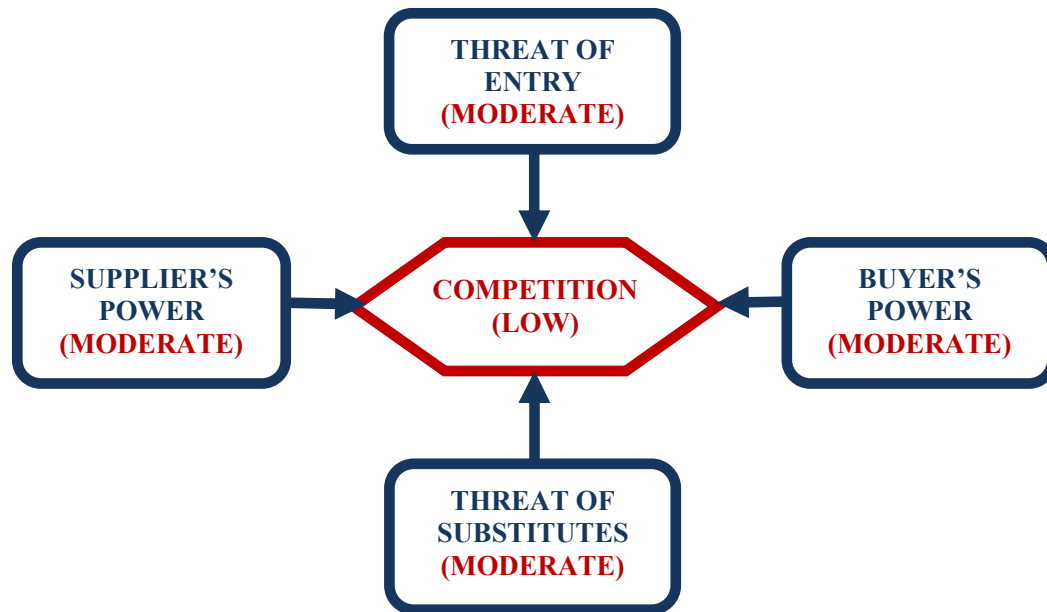 THREAT OF
ENTRY
(MODERATE)
SUPPLIER’S
POWER
(MODERATE)
COMPETITION
(LOW)
BUYER’S
POWER
(MODERATE)
THREAT OF
SUBSTITUTES
(MODERATE)